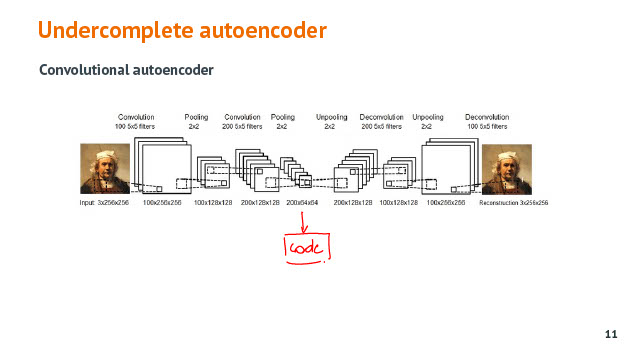 Undercomplete autoencoder
Convolutional autoencoder
Convolution Pooling Convolution Pooling Unpooling Deconvolution Unpooling Deconvolution
100 5x5 filters 2x2 200 5x5 filters 2x2 2x2 200 5x5 filters 2x2 100 5x5 filters
Input 3x256x256 100x256x256 100x128x128 200x128x128 200x64x64 200x128x128 100x128x128 100x256x256 Reconstruction 3x256x256
code
11